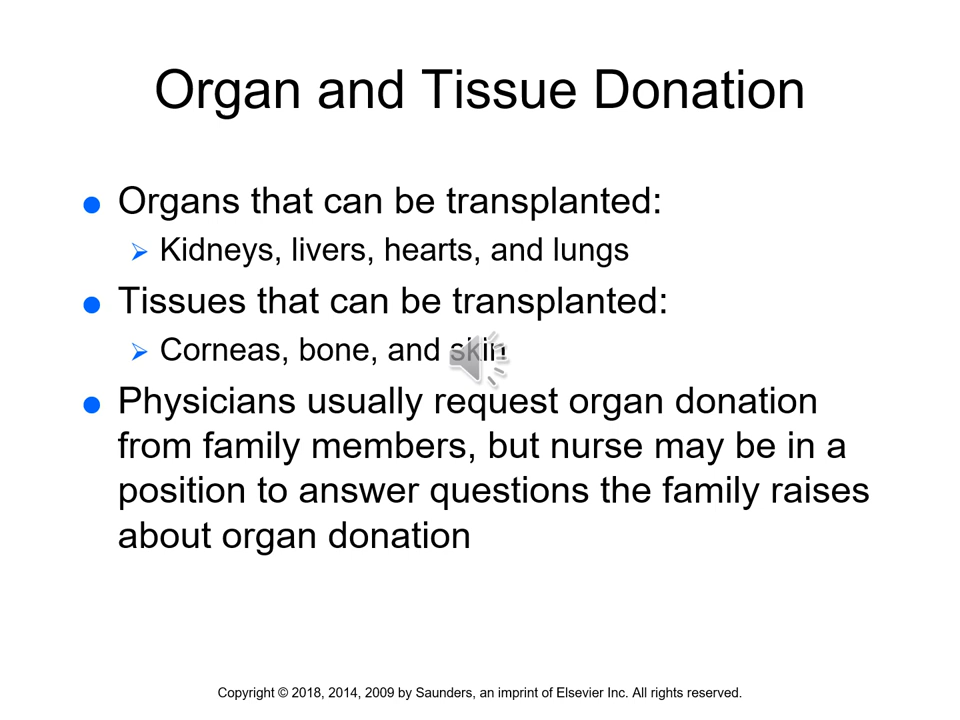 Organ and Tissue Donation
Organs that can be transplanted:
Kidneys, livers, hearts, and lungs
Tissues that can be transplanted:
Corneas, bone, and skin
Physicians usually request organ donation
from family members, but nurse may be in a
position to answer questions the family raises
about organ donation
Copyright © 2018, 2014, 2009 by Saunders, an imprint of Elsevier Inc. All rights reserved.